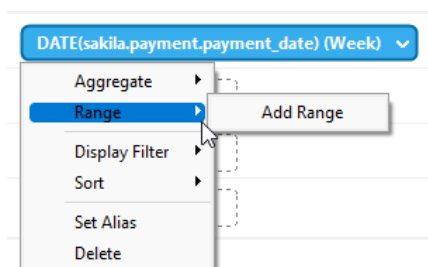 DATE(sakila.payment.payment_date) (Week)
Aggregate
Range
Add Range
Display Filter
Sort
Set Alias
Delete